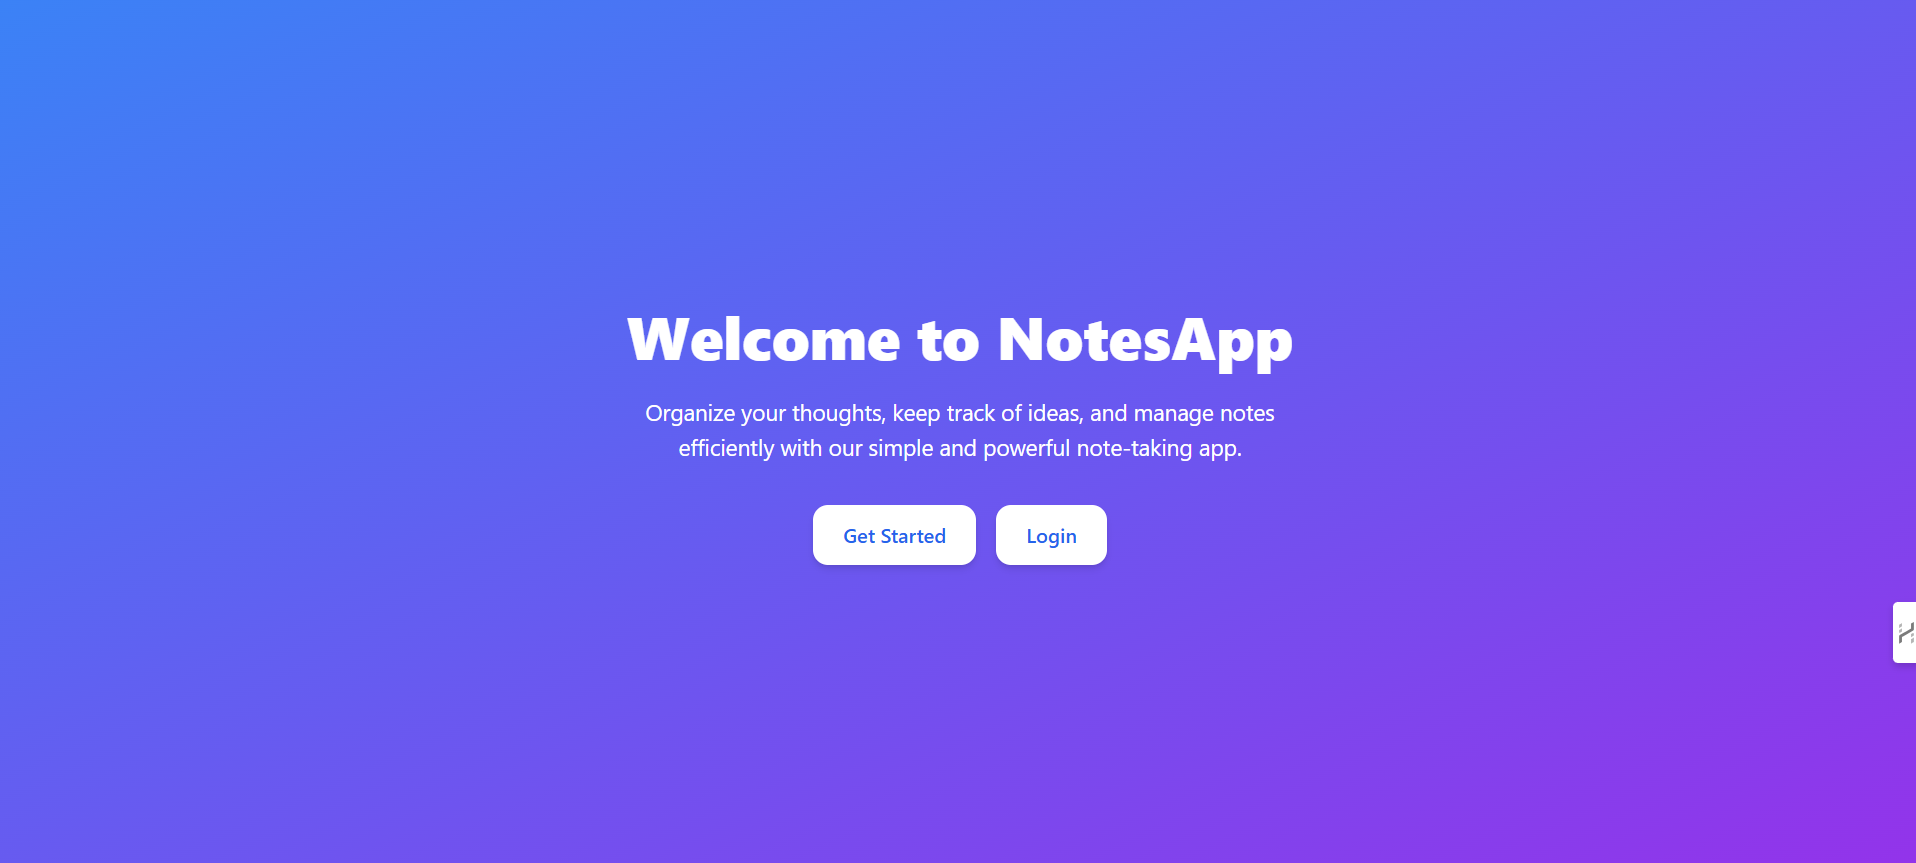 Welcome to NotesApp
Organize your thoughts, keep track of ideas, and manage notes
efficiently with our simple and powerful note-taking app.
Get Started
Login